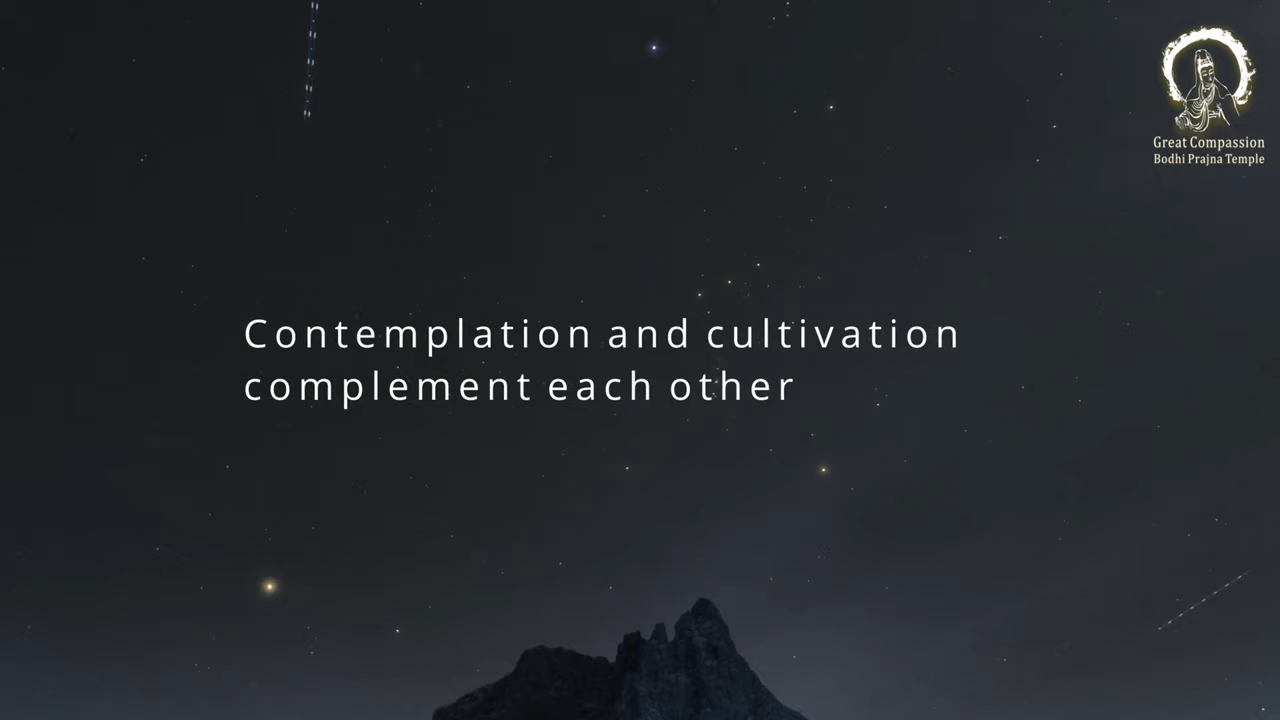 Great Compassion
Bodhi Prajna Temple
Contemplation and cultivation
complement each other